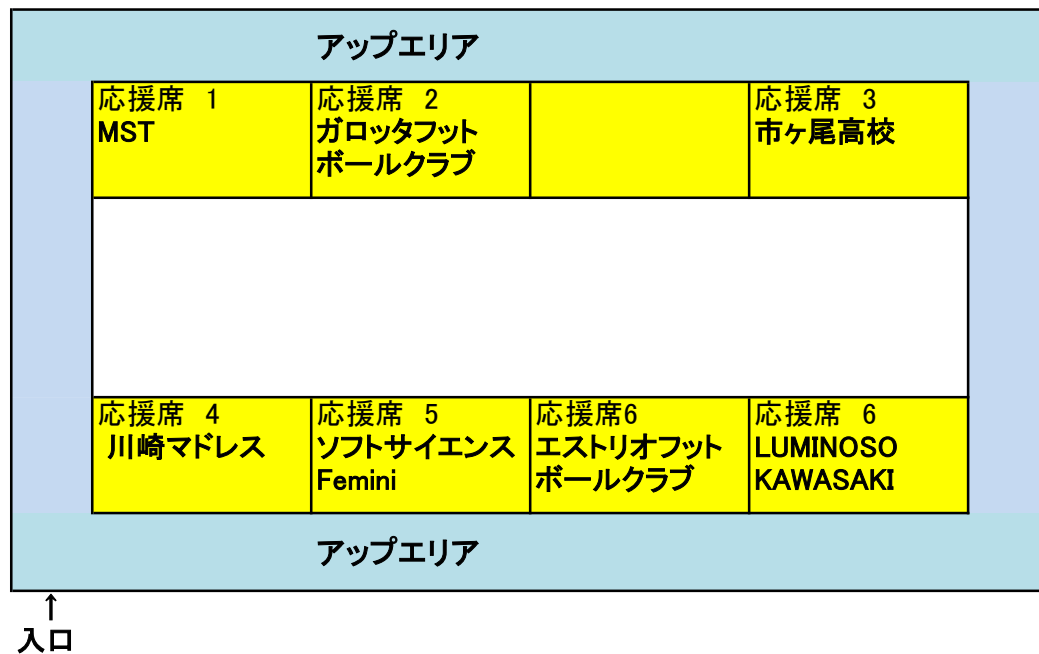 アップエリア
応援席 1
MST
応援席 2
ガロッタフット
ボールクラブ
応援席 3
市ヶ尾高校
応援席 4
川崎マドレス
応援席 5
ソフトサイエンス
Femini
応援席6
エストリオフット
ボールクラブ
応援席 6
LUMINOSO
KAWASAKI
アップエリア
↑
入口